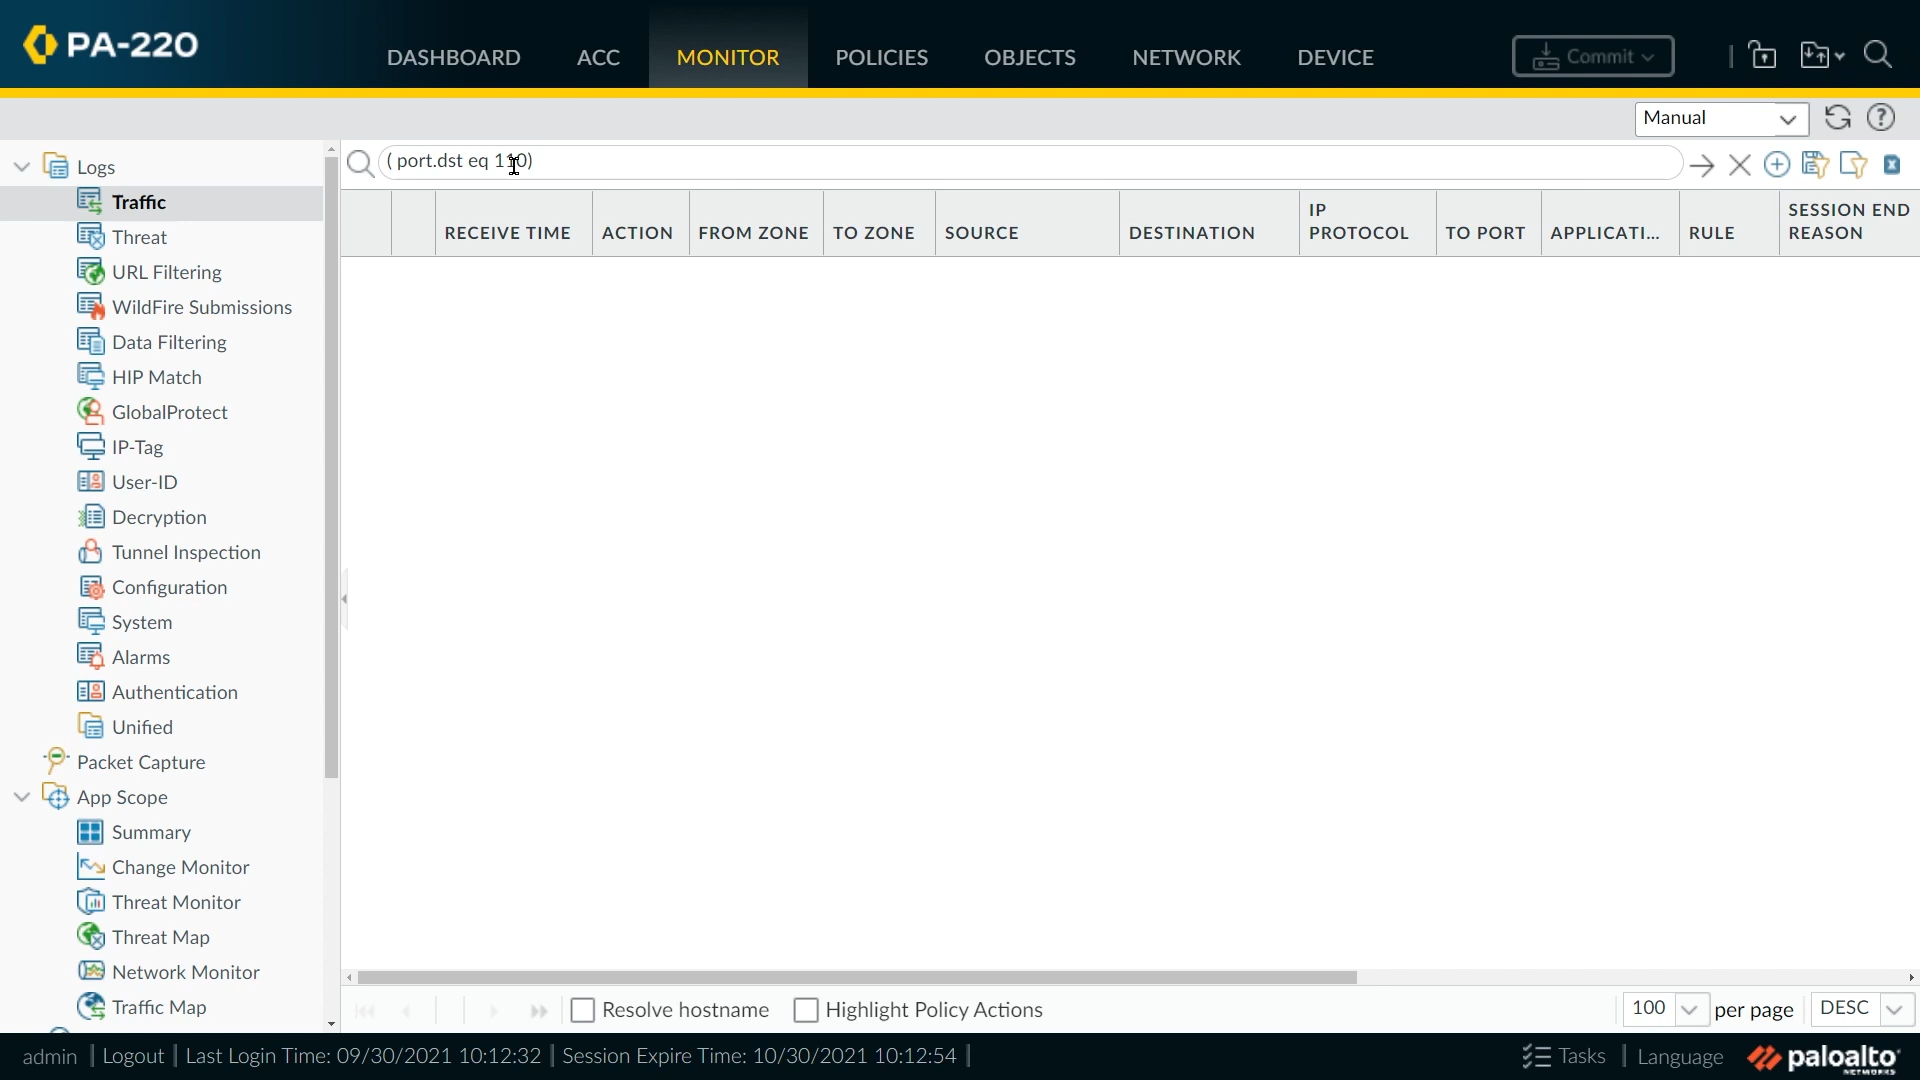 PA-220
DASHBOARD ACC MONITOR POLICIES OBJECTS NETWORK DEVICE Commit
Manual
( port.dst eq 110)
RECEIVE TIME ACTION FROM ZONE TO ZONE SOURCE DESTINATION IP PROTOCOL TO PORT APPLICATI... RULE SESSION END REASON
Logs
Traffic
Threat
URL Filtering
WildFire Submissions
Data Filtering
HIP Match
GlobalProtect
IP-Tag
User-ID
Decryption
Tunnel Inspection
Configuration
System
Alarms
Authentication
Unified
Packet Capture
App Scope
Summary
Change Monitor
Threat Monitor
Threat Map
Network Monitor
Traffic Map
Resolve hostname Highlight Policy Actions 100 per page DESC
admin | Logout | Last Login Time: 09/30/2021 10:12:32 | Session Expire Time: 10/30/2021 10:12:54 | Tasks | Language paloalto NETWORKS